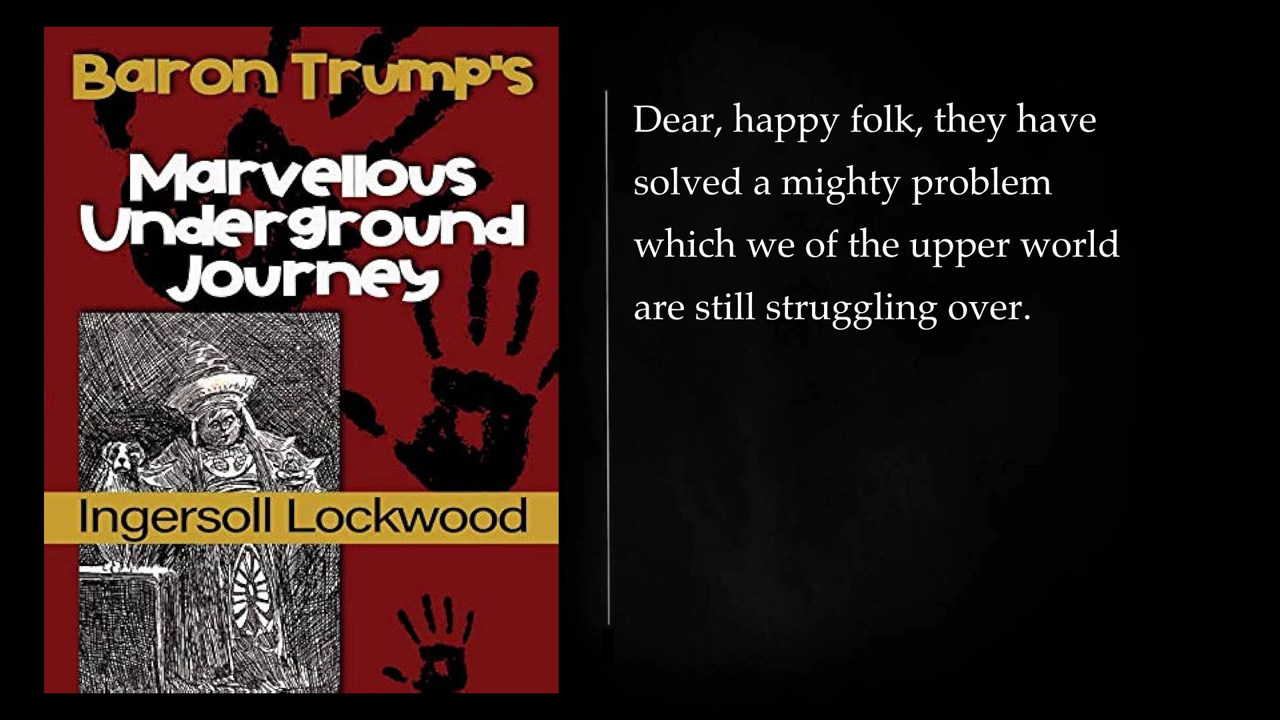 Baron Trump's
Marvellous
Underground
Journey
Ingersoll Lockwood
Dear, happy folk, they have
solved a mighty problem
which we of the upper world
are still struggling over.